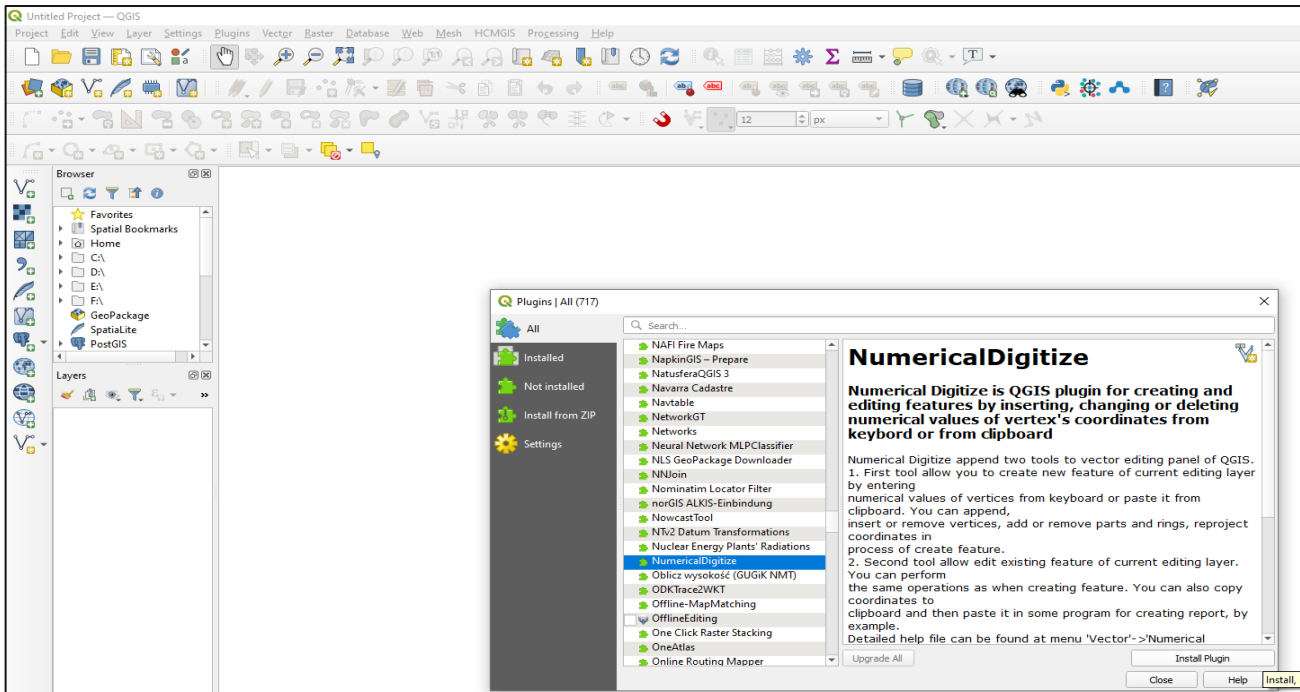 Untitled Project — QGIS
Project Edit View Layer Settings Plugins Vector Raster Database Web Mesh HCMGIS Processing Help
12 px
Browser
Favorites
Spatial Bookmarks
Home
C:\
D:\
E:\
F:\
GeoPackage
SpatiaLite
PostGIS
Layers
Plugins | All (717)
All
Installed
Not installed
Install from ZIP
Settings
Search...
NAFI Fire Maps
NapkinGIS – Prepare
NatusferaQGIS 3
Navarra Cadastre
Navtable
NetworkGT
Networks
Neural Network MLPClassifier
NLS GeoPackage Downloader
NNJoin
Nominatim Locator Filter
norGIS ALKIS-Einbindung
NowcastTool
NTv2 Datum Transformations
Nuclear Energy Plants' Radiations
NumericalDigitize
Oblicz wysokość (GUGiK NMT)
ODKTrace2WKT
Offline-MapMatching
OfflineEditing
One Click Raster Stacking
OneAtlas
Online Routing Mapper
NumericalDigitize
Numerical Digitize is QGIS plugin for creating and
editing features by inserting, changing or deleting
numerical values of vertex's coordinates from
keybord or from clipboard
Numerical Digitize append two tools to vector editing panel of QGIS.
1. First tool allow you to create new feature of current editing layer
by entering
numerical values of vertices from keyboard or paste it from
clipboard. You can append,
insert or remove vertices, add or remove parts and rings, reproject
coordinates in
process of create feature.
2. Second tool allow edit existing feature of current editing layer.
You can perform
the same operations as when creating feature. You can also copy
coordinates to
clipboard and then paste it in some program for creating report, by
example.
Detailed help file can be found at menu 'Vector'->'Numerical
Upgrade All
Install Plugin
Close
Help
Install,